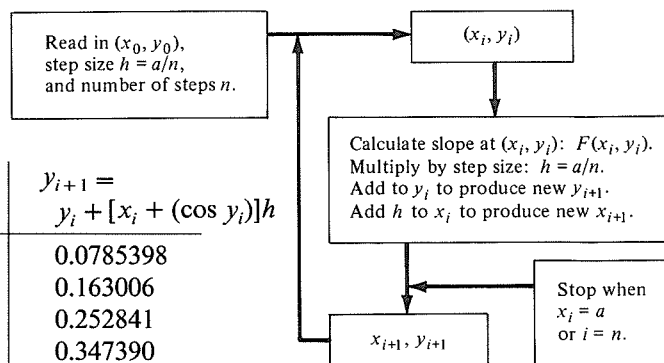 Read in (x₀, y₀),
step size h = a/n,
and number of steps n.
(xᵢ, yᵢ)
Calculate slope at (xᵢ, yᵢ): F(xᵢ, yᵢ).
Multiply by step size: h = a/n.
Add to yᵢ to produce new yᵢ₊₁.
Add h to xᵢ to produce new xᵢ₊₁.
yᵢ₊₁ =
yᵢ + [xᵢ + (cos yᵢ)]h
0.0785398
0.163006
0.252841
0.347390
xᵢ₊₁, yᵢ₊₁
Stop when
xᵢ = a
or i = n.